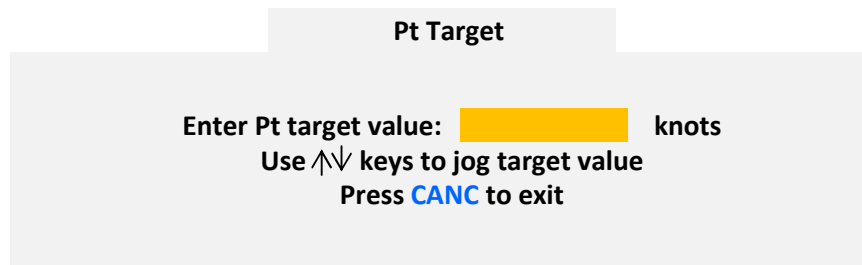 Pt Target
Enter Pt target value: knots
Use ↑↓ keys to jog target value
Press CANC to exit